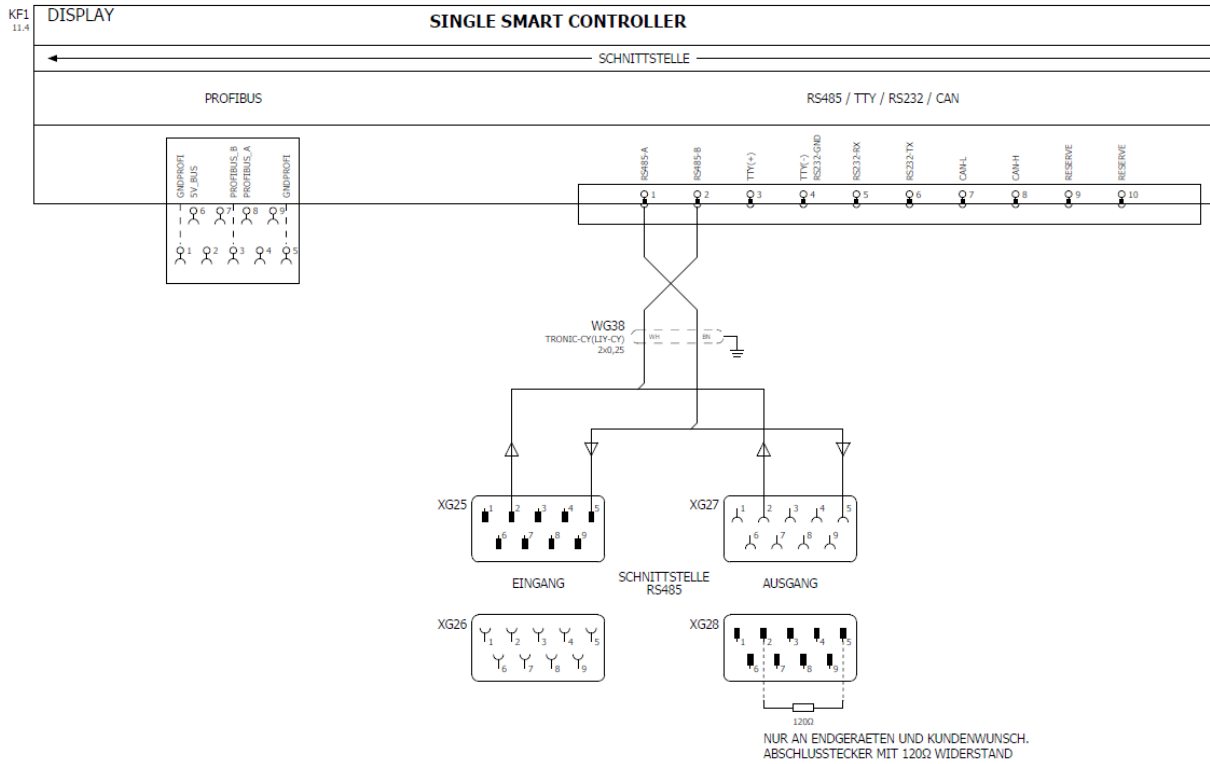 KF1
11.4
DISPLAY
SINGLE SMART CONTROLLER
SCHNITTSTELLE
PROFIBUS
RS485 / TTY / RS232 / CAN
GNDPROFI
5V_BUS
PROFIBUS_B
PROFIBUS_A
GNDPROFI
RS485-A
RS485-B
TTY(+)
TTY(-)
RS232-GND
RS232-RX
RS232-TX
CAN-L
CAN-H
RESERVE
RESERVE
1 2 3 4 5 6 7 8 9 10
6 7 8 9
1 2 3 4 5
WG38
TRONIC-CY(LIY-CY)
2x0,25
WH
BN
XG25
1 2 3 4 5
6 7 8 9
XG27
1 2 3 4 5
6 7 8 9
EINGANG
SCHNITTSTELLE
RS485
AUSGANG
XG26
1 2 3 4 5
6 7 8 9
XG28
1 2 3 4 5
6 7 8 9
120Ω
NUR AN ENDGERAETEN UND KUNDENWUNSCH.
ABSCHLUSSTECKER MIT 120Ω WIDERSTAND